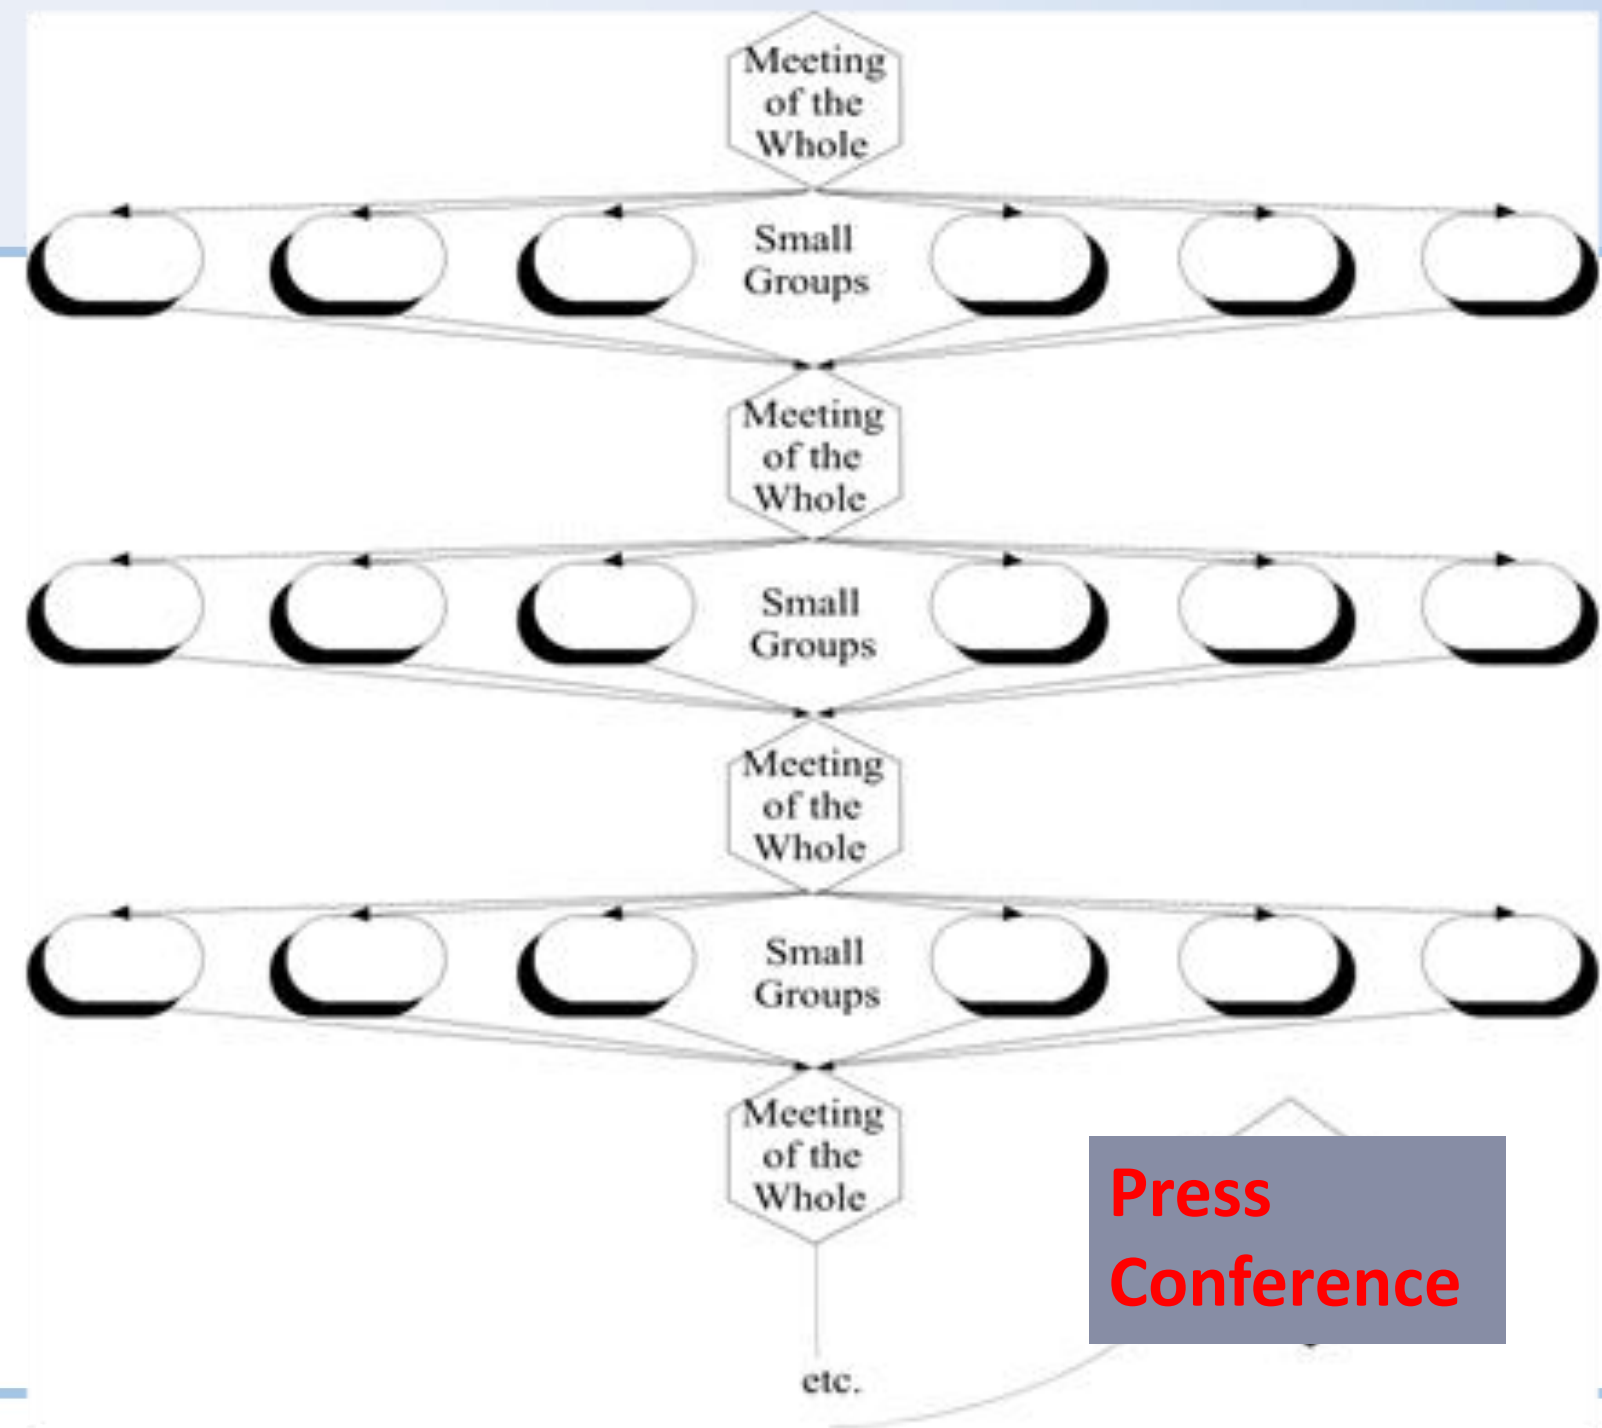 Meeting
of the
Whole
Small
Groups
Meeting
of the
Whole
Small
Groups
Meeting
of the
Whole
Small
Groups
Meeting
of the
Whole
Press
Conference
etc.